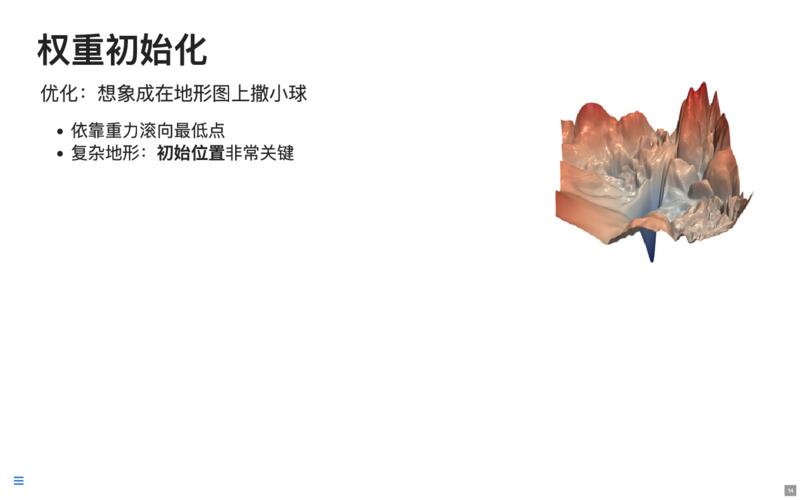 权重初始化
优化：想象成在地形图上撒小球
依靠重力滚向最低点
复杂地形：初始位置非常关键
14